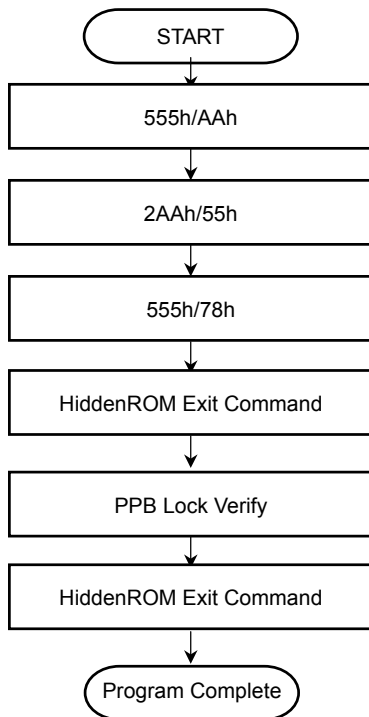 START
555h/AAh
2AAh/55h
555h/78h
HiddenROM Exit Command
PPB Lock Verify
HiddenROM Exit Command
Program Complete